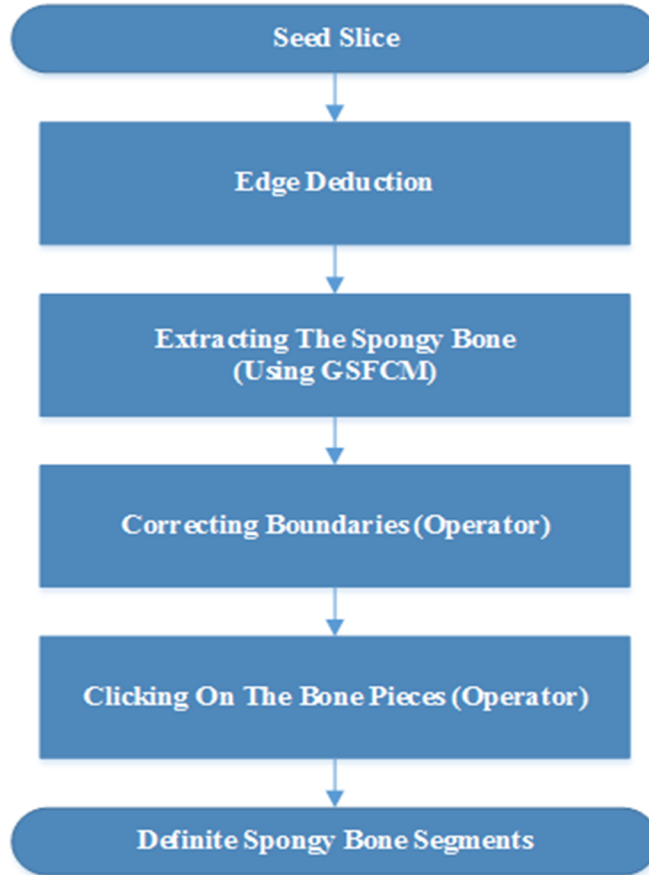 Seed Slice
Edge Deduction
Extracting The Spongy Bone
(Using GSFCM)
Correcting Boundaries (Operator)
Clicking On The Bone Pieces (Operator)
Definite Spongy Bone Segments